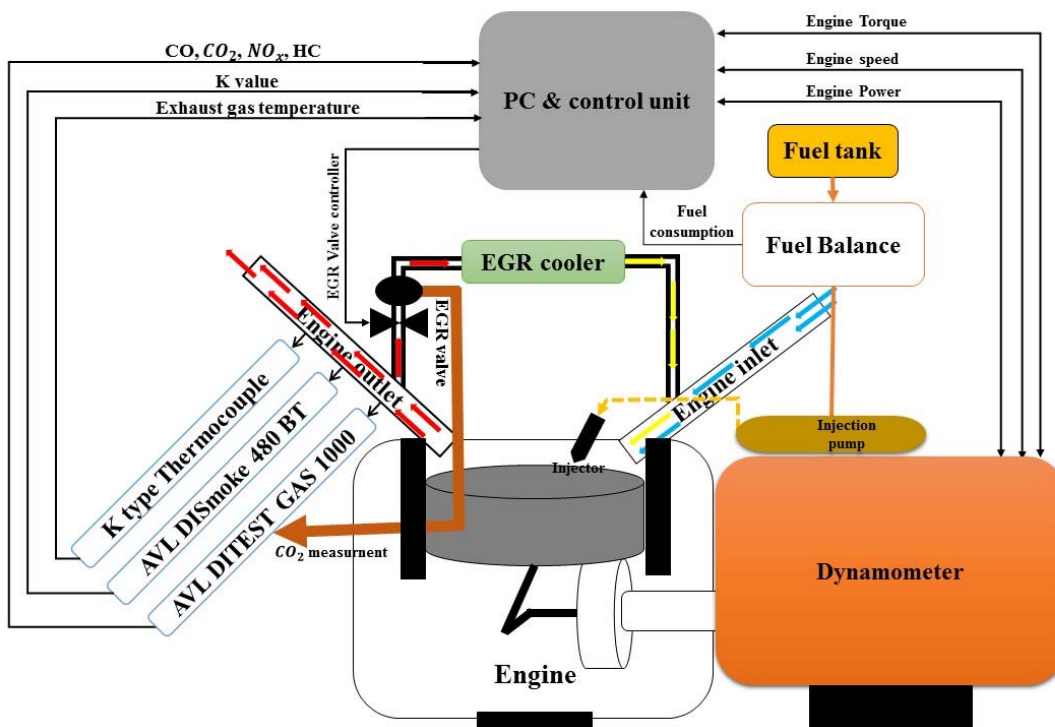 Engine Torque
CO, CO₂, NOₓ, HC
Engine speed
K value
PC & control unit
Engine Power
Exhaust gas temperature
Fuel tank
EGR Valve controller
Fuel
consumption
Fuel Balance
EGR cooler
EGR valve
Engine outlet
Engine inlet
K type Thermocouple
AVL DISmoke 480 BT
AVL DITEST GAS 1000
Injection
pump
Injector
CO₂ measurnent
Dynamometer
Engine